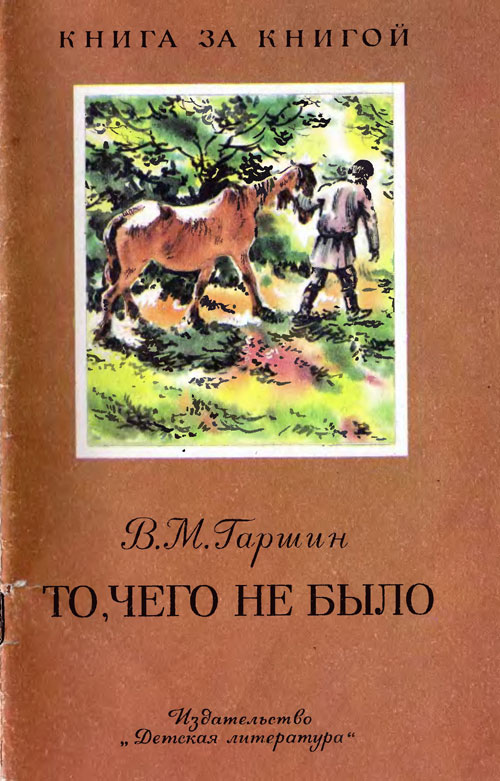 КНИГА ЗА КНИГОЙ
В.М.Гаршин
ТО, ЧЕГО НЕ БЫЛО
Издательство
„Детская литература“